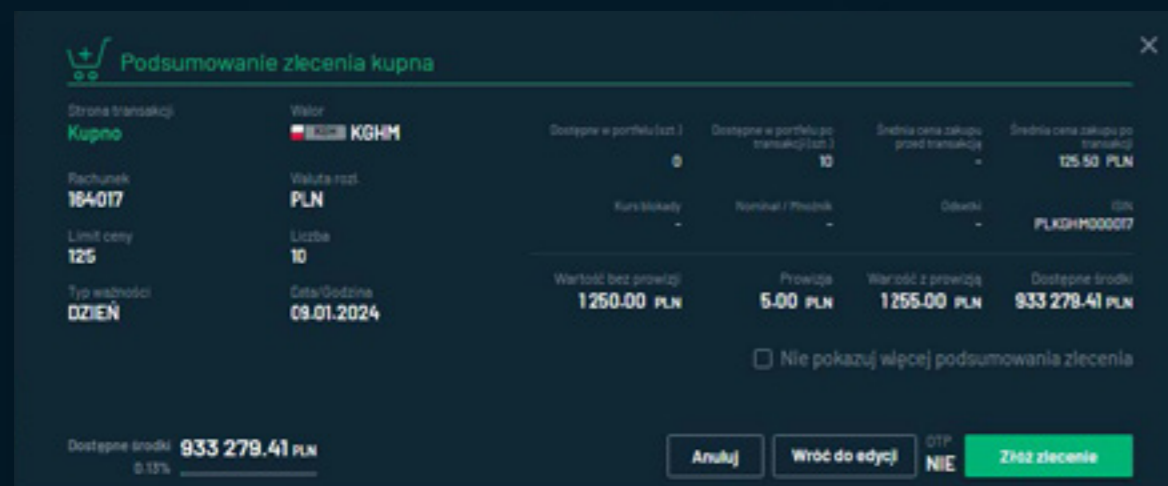 Podsumowanie zlecenia kupna
Strona transakcji
Kupno
Walor
KGHM KGHM
Rachunek
164017
Waluta rozl.
PLN
Limit ceny
125
Liczba
10
Typ ważności
DZIEŃ
Data/Godzina
09.01.2024
Dostępne w portfelu (szt.)
0
Dostępne w portfelu po
transakcji (szt.)
10
Średnia cena zakupu
przed transakcją
-
Średnia cena zakupu po
transakcji
125.50 PLN
Kurs blokady
-
Nominał / Mnożnik
-
Odsetki
-
ISIN
PLKGHM000017
Wartość bez prowizji
1 250.00 PLN
Prowizja
5.00 PLN
Wartość z prowizją
1 255.00 PLN
Dostępne środki
933 279.41 PLN
Nie pokazuj więcej podsumowania zlecenia
Dostępne środki 933 279.41 PLN
0.13%
Anuluj
Wróć do edycji
OTP
NIE
Złóż zlecenie